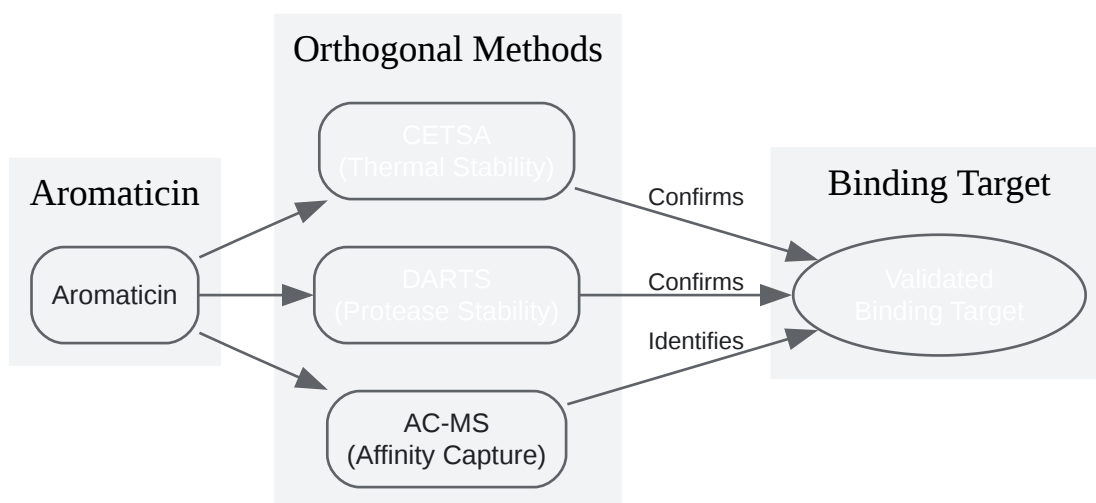 Orthogonal Methods
CETSA
(Thermal Stability)
Aromaticin
Binding Target
Confirms
DARTS
(Protease Stability)
Aromaticin
Confirms
Validated
Binding Target
Identifies
AC-MS
(Affinity Capture)